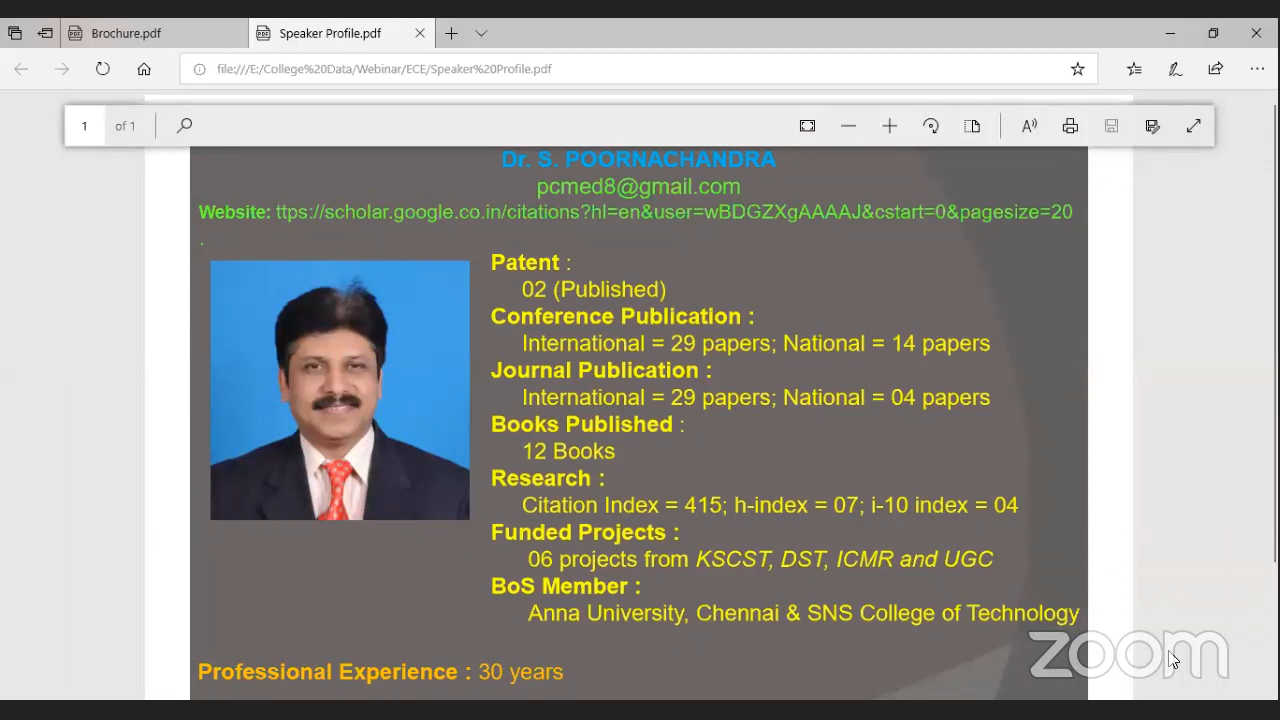 Brochure.pdf
Speaker Profile.pdf
file:///E:/College%20Data/Webinar/ECE/Speaker%20Profile.pdf
1 of 1
Dr. S. POORNACHANDRA
pcmed8@gmail.com
Website: ttps://scholar.google.co.in/citations?hl=en&user=wBDGZXgAAAAJ&cstart=0&pagesize=20
.
Patent :
02 (Published)
Conference Publication :
International = 29 papers; National = 14 papers
Journal Publication :
International = 29 papers; National = 04 papers
Books Published :
12 Books
Research :
Citation Index = 415; h-index = 07; i-10 index = 04
Funded Projects :
06 projects from KSCST, DST, ICMR and UGC
BoS Member :
Anna University, Chennai & SNS College of Technology
Professional Experience : 30 years
zoom